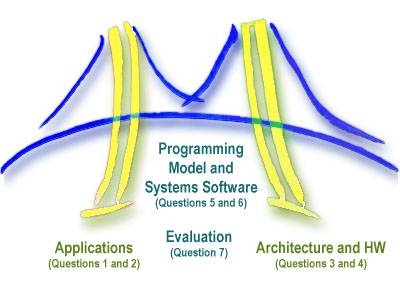 Programming
Model and
Systems Software
(Questions 5 and 6)
Evaluation
(Question 7)
Applications
(Questions 1 and 2)
Architecture and HW
(Questions 3 and 4)